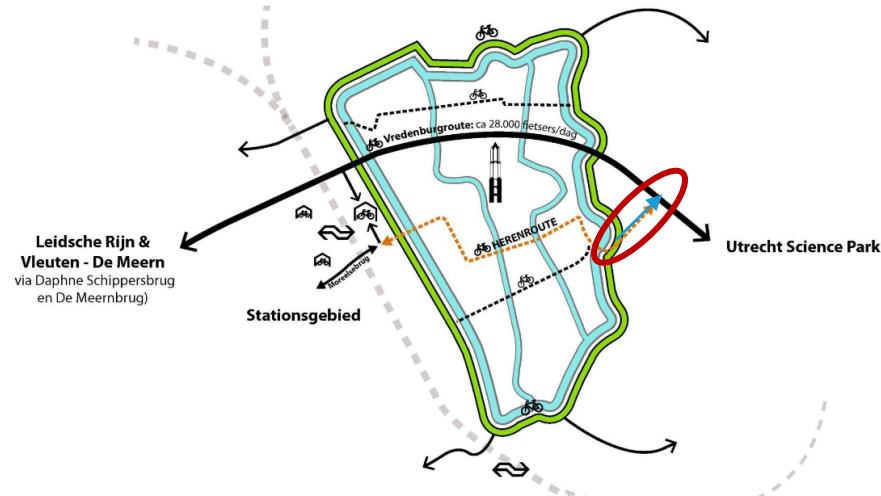 Vredenburgroute: ca 28.000 fietsers/dag
Leidsche Rijn &
Vleuten - De Meern
via Daphne Schippersbrug
en De Meernbrug)
HERENROUTE
Utrecht Science Park
Moreelsebrug
Stationsgebied